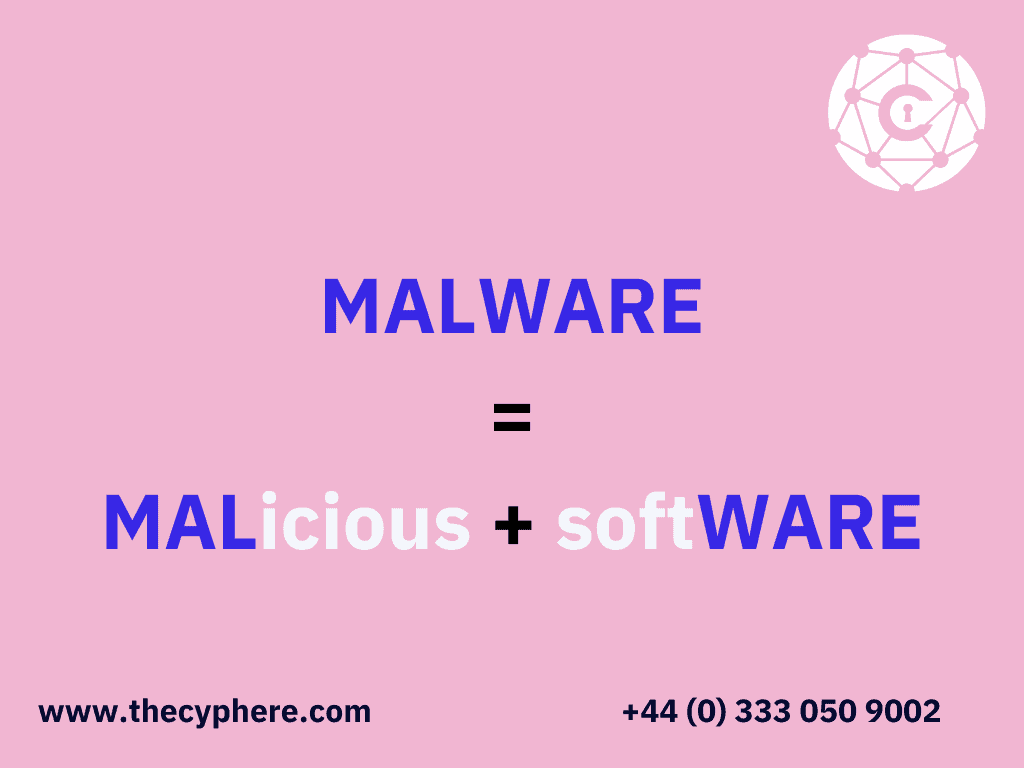 MALWARE
=
MALicious + softWARE
www.thecyphere.com
+44 (0) 333 050 9002